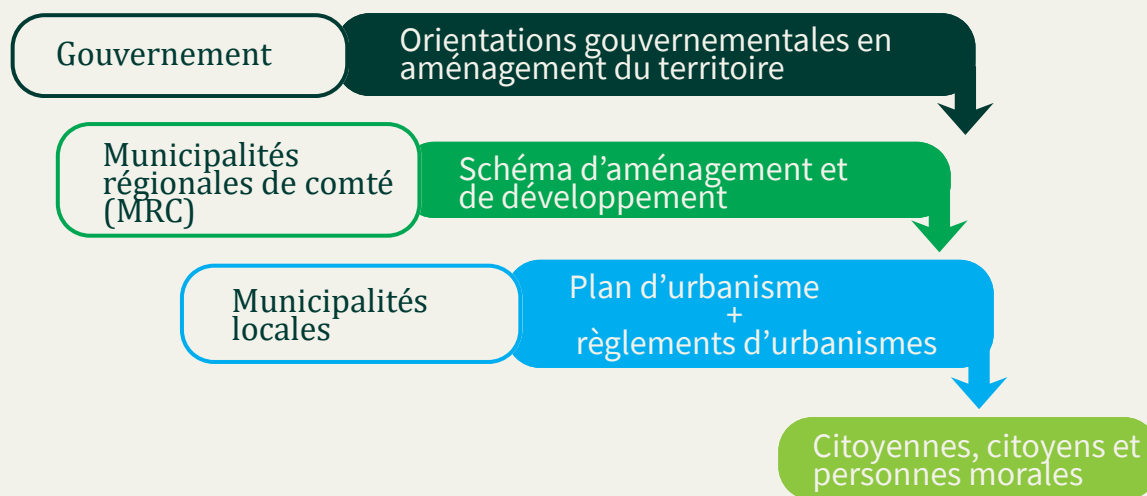 Gouvernement
Orientations gouvernementales en
aménagement du territoire
Municipalités
régionales de comté
(MRC)
Schéma d’aménagement et
de développement
Municipalités
locales
Plan d’urbanisme
+
règlements d’urbanismes
Citoyennes, citoyens et
personnes morales